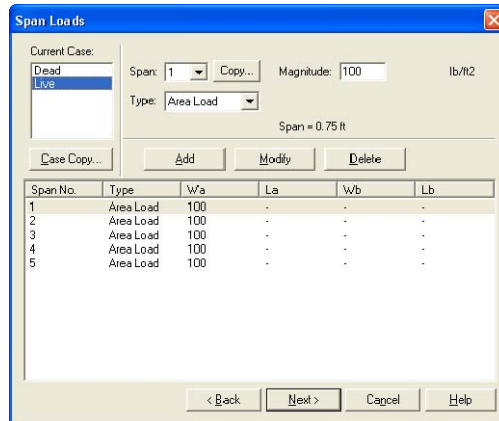 Span Loads
Current Case:
Dead
Live
Case Copy...
Span: 1 Copy... Magnitude: 100 lb/ft2
Type: Area Load
Span = 0.75 ft
Add Modify Delete
Span No. Type Wa La Wb Lb
1 Area Load 100 - - -
2 Area Load 100 - - -
3 Area Load 100 - - -
4 Area Load 100 - - -
5 Area Load 100 - - -
< Back Next > Cancel Help